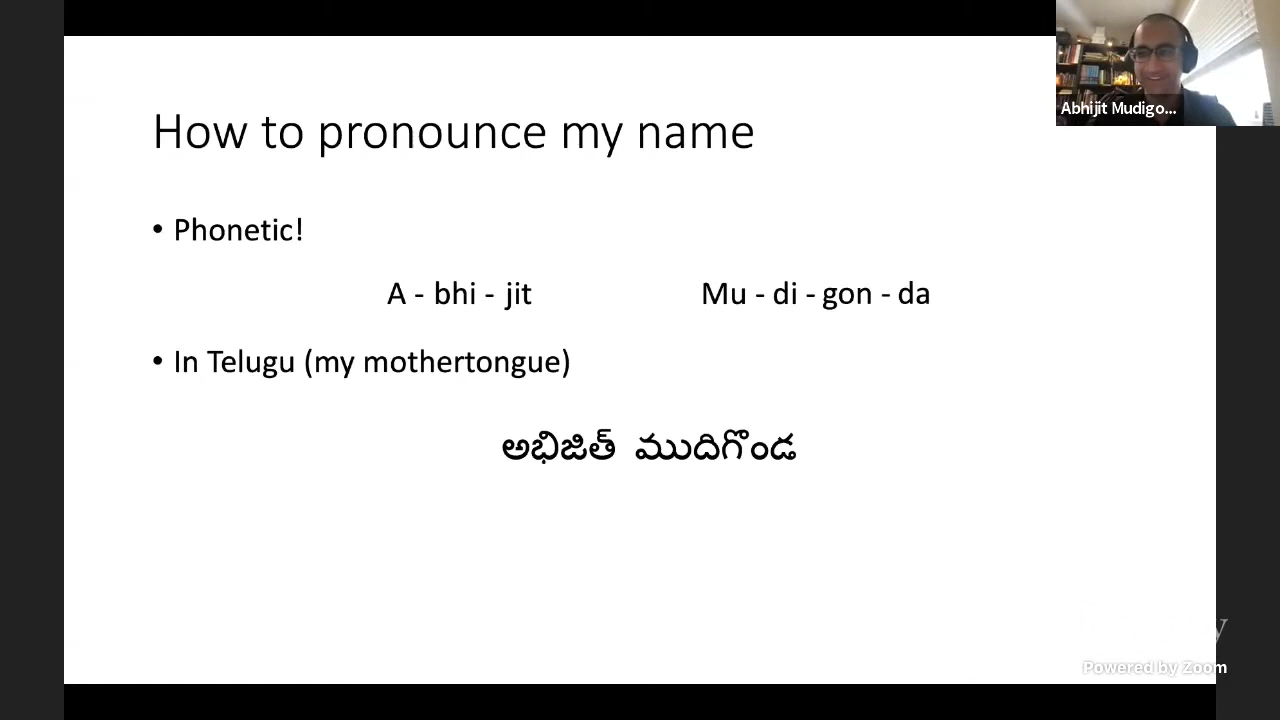 How to pronounce my name
• Phonetic!
A - bhi - jit Mu - di - gon - da
• In Telugu (my mothertongue)
అభిజిత్ ముదిగొండ
Abhijit Mudigo...
Powered by Zoom